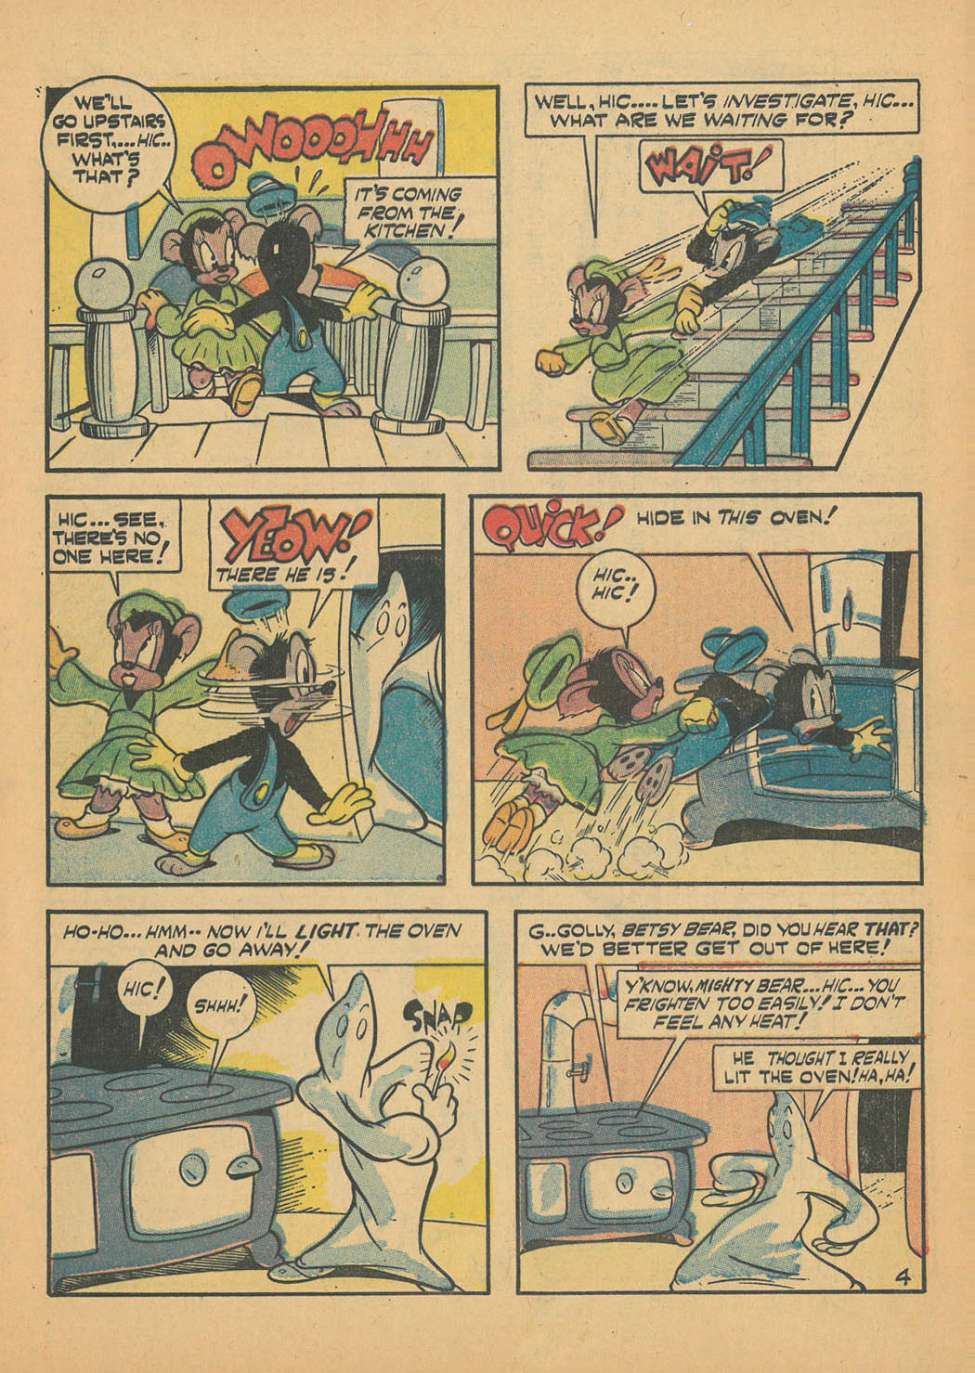 WE'LL
GO UPSTAIRS
FIRST,....HIC..
WHAT'S
THAT?
OWOOOHHH
IT'S COMING
FROM THE
KITCHEN!
WELL, HIC.... LET'S INVESTIGATE, HIC...
WHAT ARE WE WAITING FOR?
WAIT!
HIC... SEE,
THERE'S NO
ONE HERE!
YEOW!
THERE HE IS!
QUICK! HIDE IN THIS OVEN!
HIC..
HIC!
HO-HO... HMM-- NOW I'LL LIGHT THE OVEN
AND GO AWAY!
HIC!
SHHH!
SNAP
G..GOLLY, BETSY BEAR, DID YOU HEAR THAT?
WE'D BETTER GET OUT OF HERE!
Y'KNOW, MIGHTY BEAR....HIC... YOU
FRIGHTEN TOO EASILY! I DON'T
FEEL ANY HEAT!
HE THOUGHT I REALLY
LIT THE OVEN! HA, HA!
4